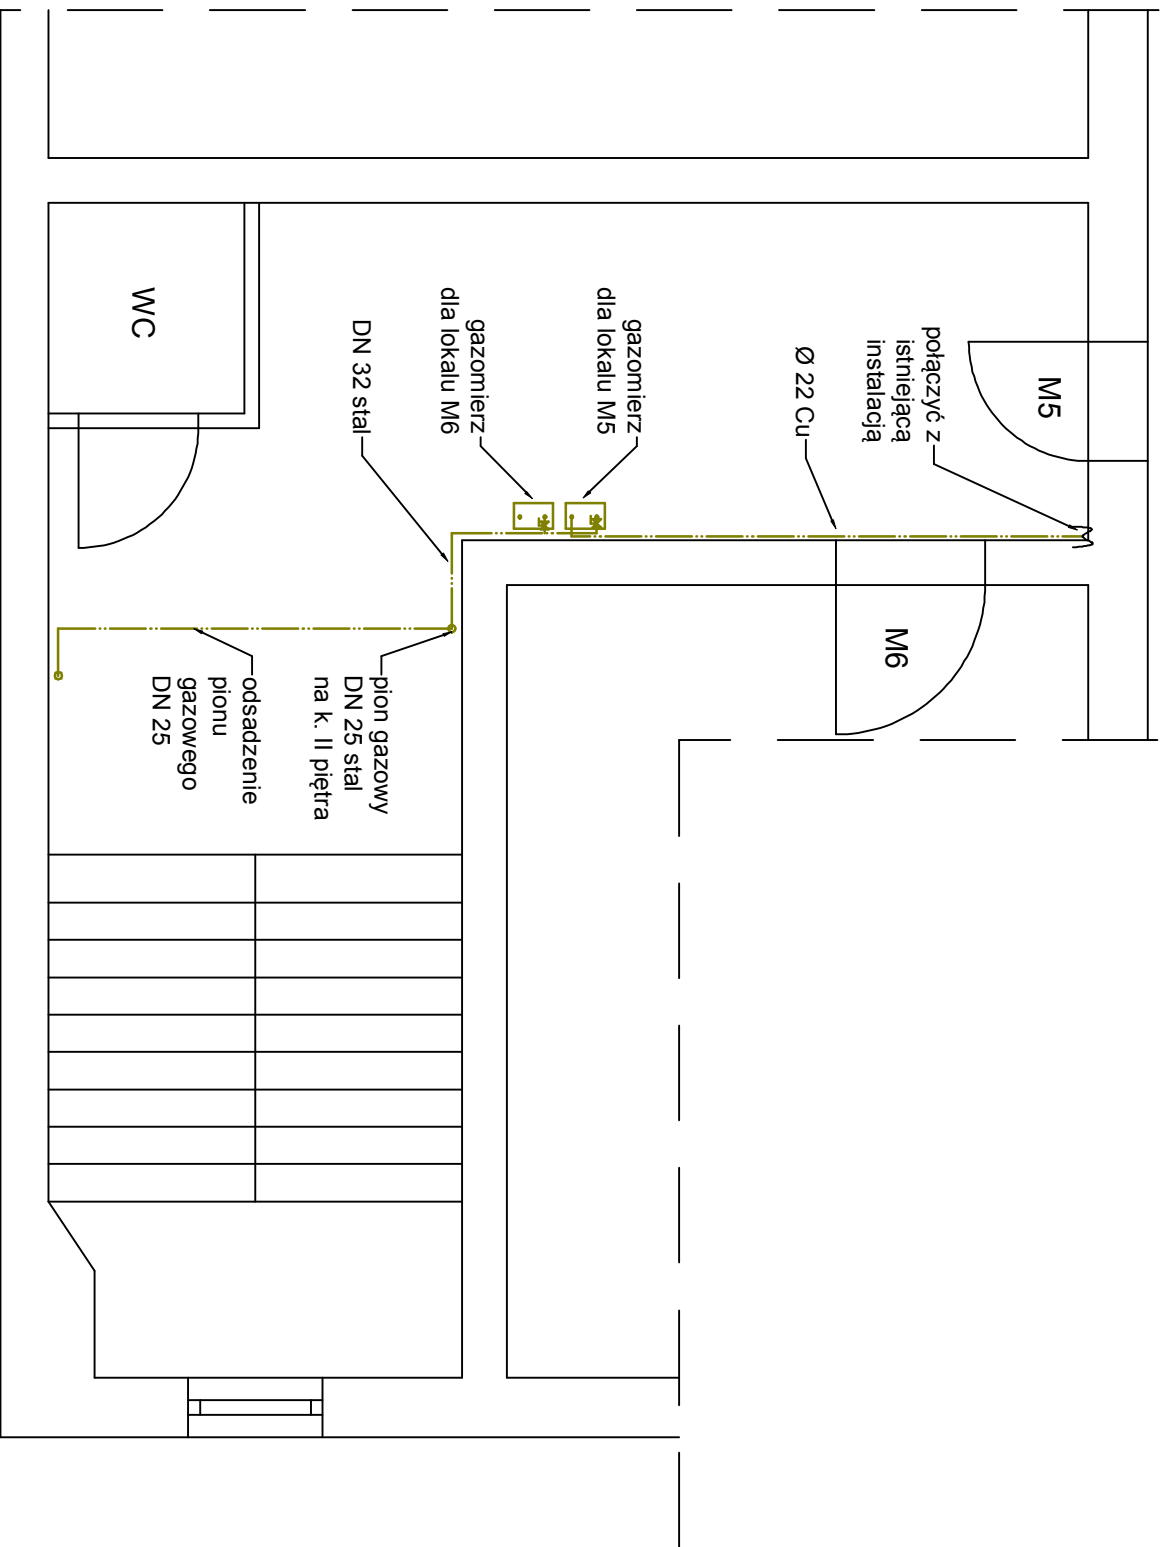 M5
połączyć z
istniejącą
instalacją
M6
Ø 22 Cu
gazomierz
dla lokalu M5
gazomierz
dla lokalu M6
DN 32 stal
WC
pion gazowy
DN 25 stal
na k. II piętra
odsadzenie
pionu
gazowego
DN 25